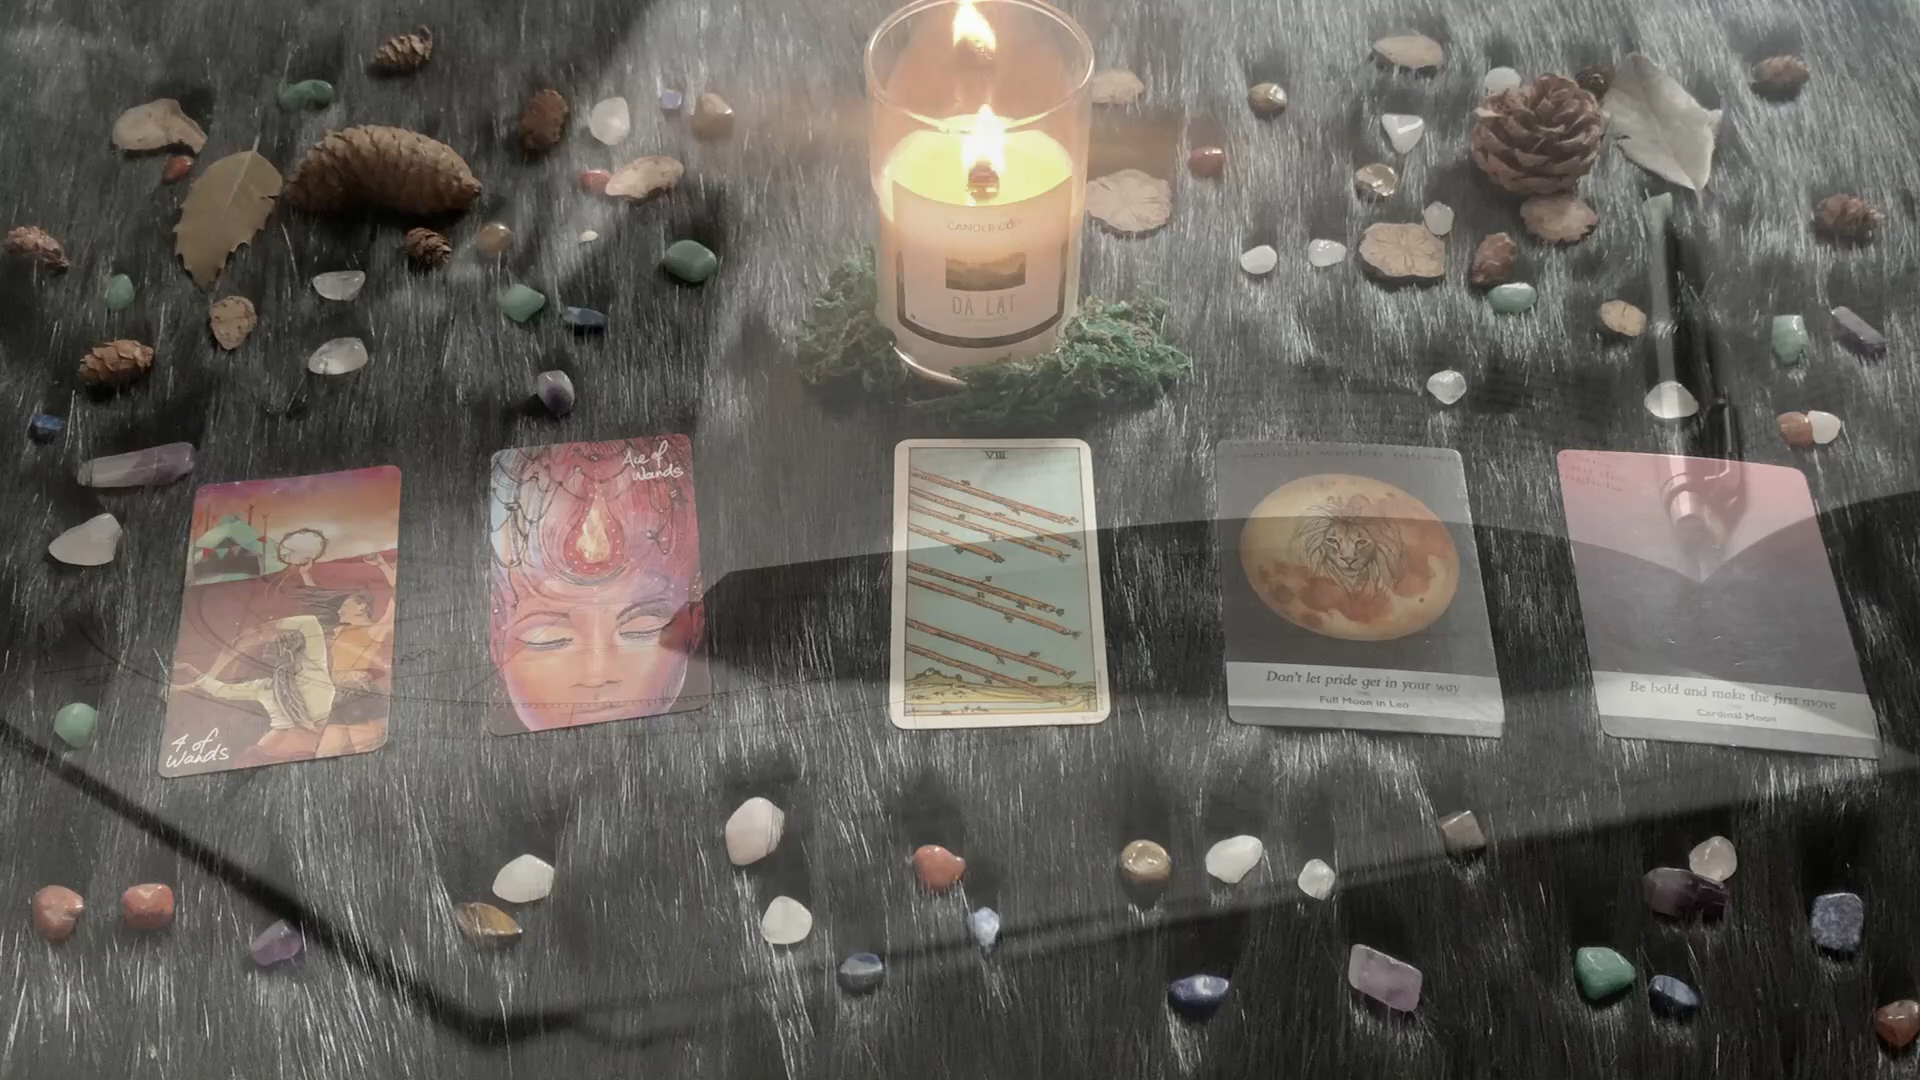 CANDLE CO
ĐÀ LẠT
Ace of
Wands
VIII
4 of
Wands
Don't let pride get in your way
Full Moon in Leo
Be bold and make the first move
Cardinal Moon